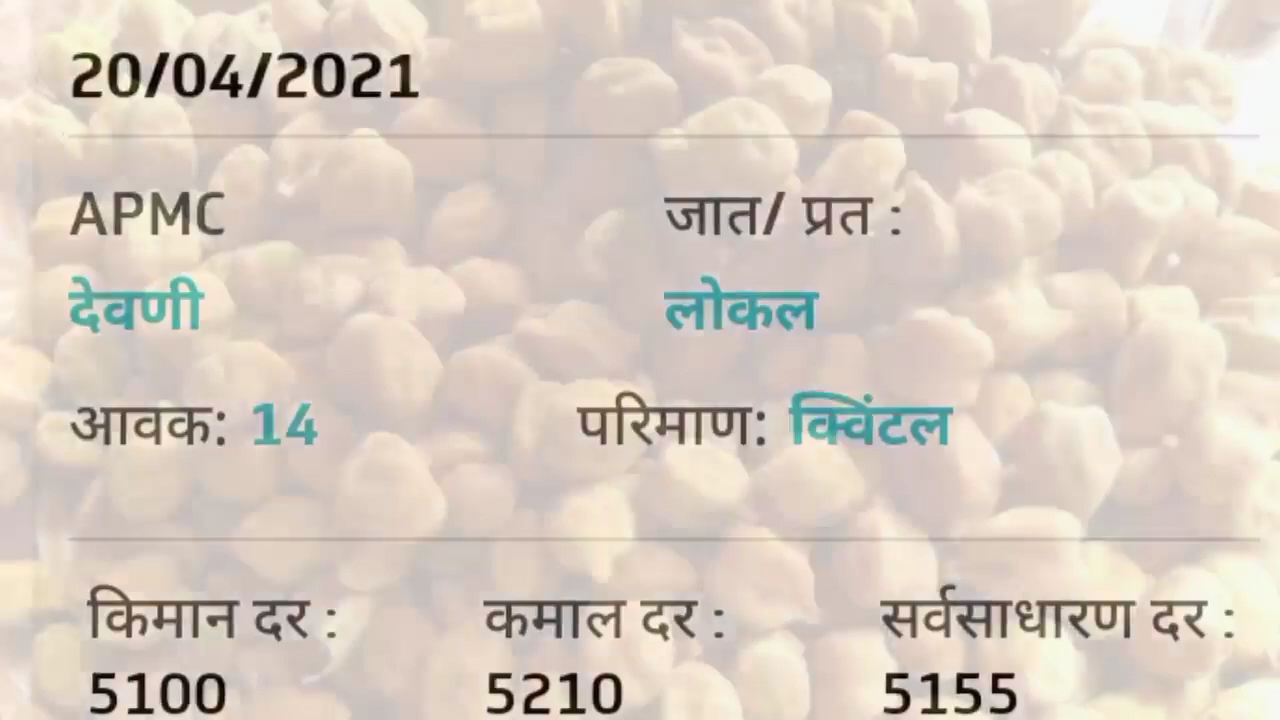 20/04/2021
APMC जात/ प्रत :
देवणी लोकल
आवक: 14 परिमाण: क्विंटल
किमान दर : कमाल दर : सर्वसाधारण दर :
5100 5210 5155